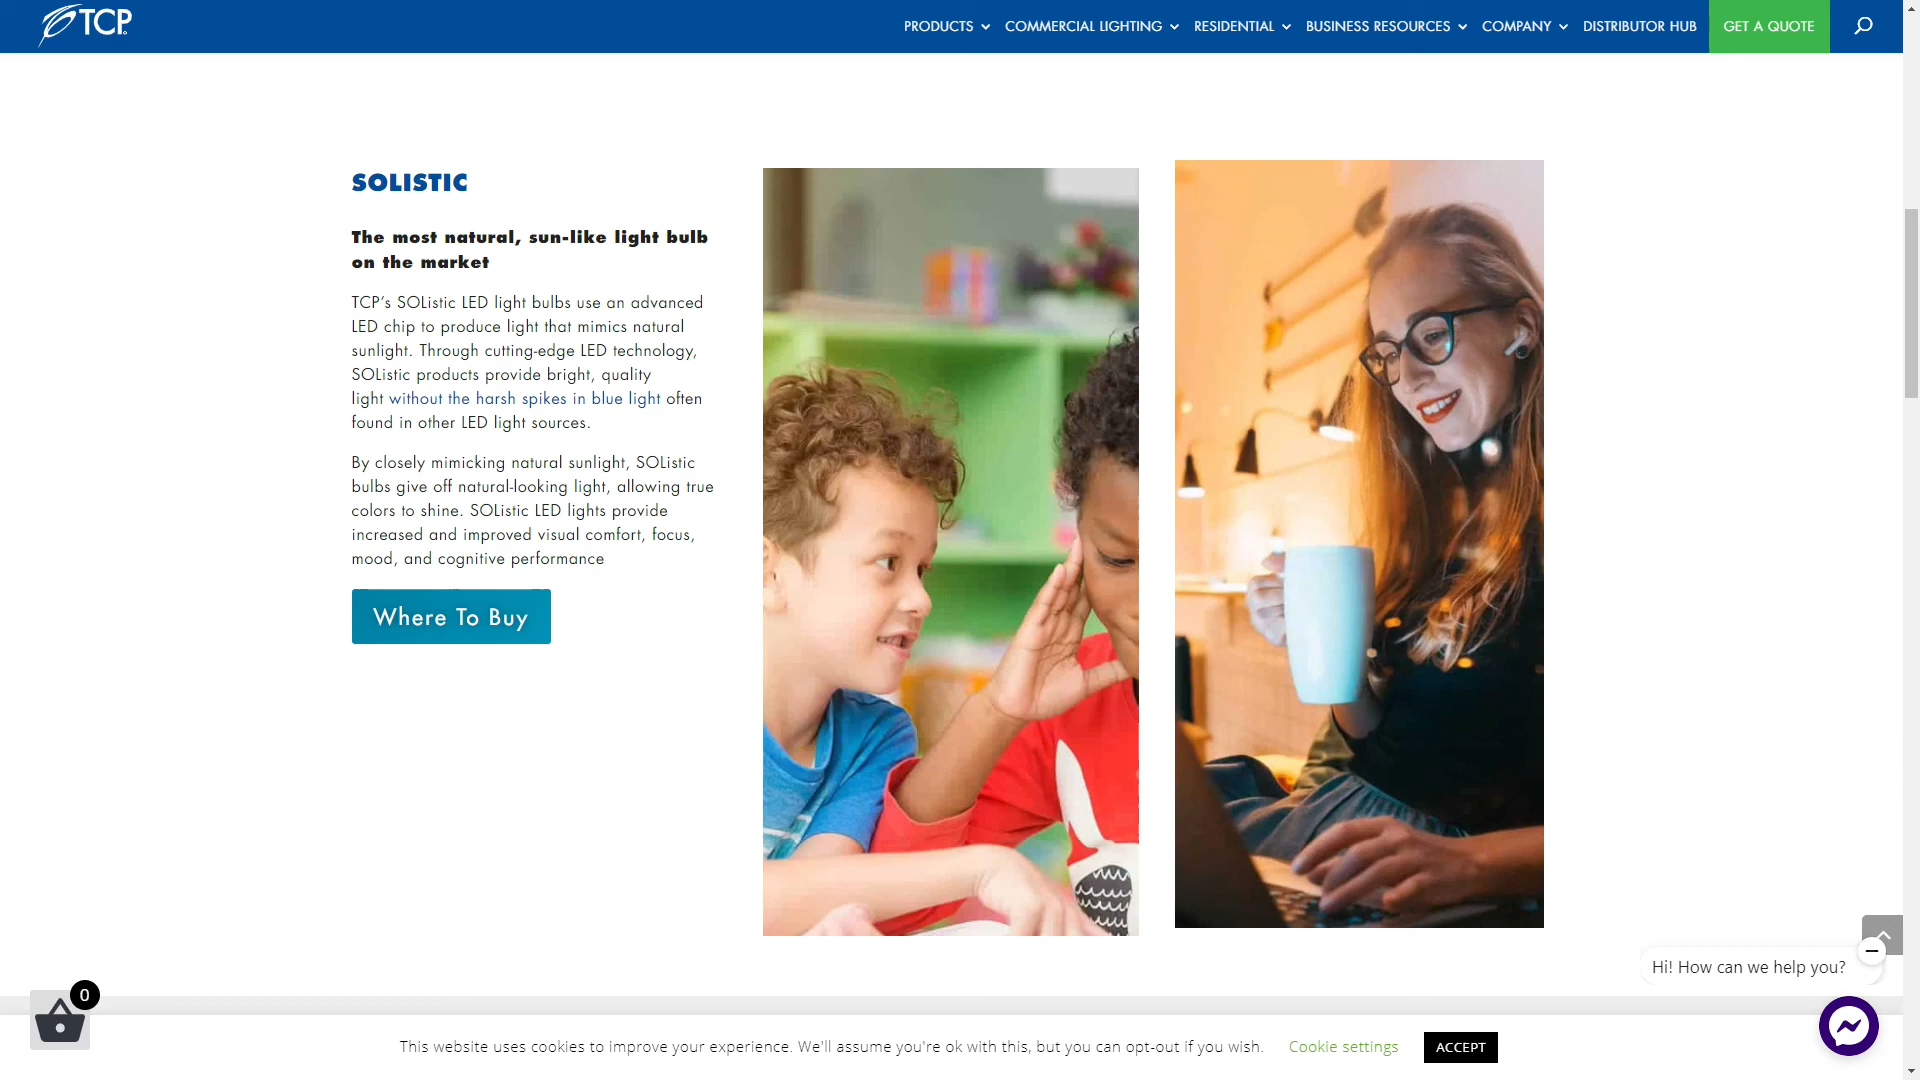 TCP
PRODUCTS
COMMERCIAL LIGHTING
RESIDENTIAL
BUSINESS RESOURCES
COMPANY
DISTRIBUTOR HUB
GET A QUOTE
SOLISTIC
The most natural, sun-like light bulb
on the market
TCP’s SOListic LED light bulbs use an advanced
LED chip to produce light that mimics natural
sunlight. Through cutting-edge LED technology,
SOListic products provide bright, quality
light without the harsh spikes in blue light often
found in other LED light sources.
By closely mimicking natural sunlight, SOListic
bulbs give off natural-looking light, allowing true
colors to shine. SOListic LED lights provide
increased and improved visual comfort, focus,
mood, and cognitive performance
Where To Buy
Hi! How can we help you?
0
This website uses cookies to improve your experience. We'll assume you're ok with this, but you can opt-out if you wish.
Cookie settings
ACCEPT